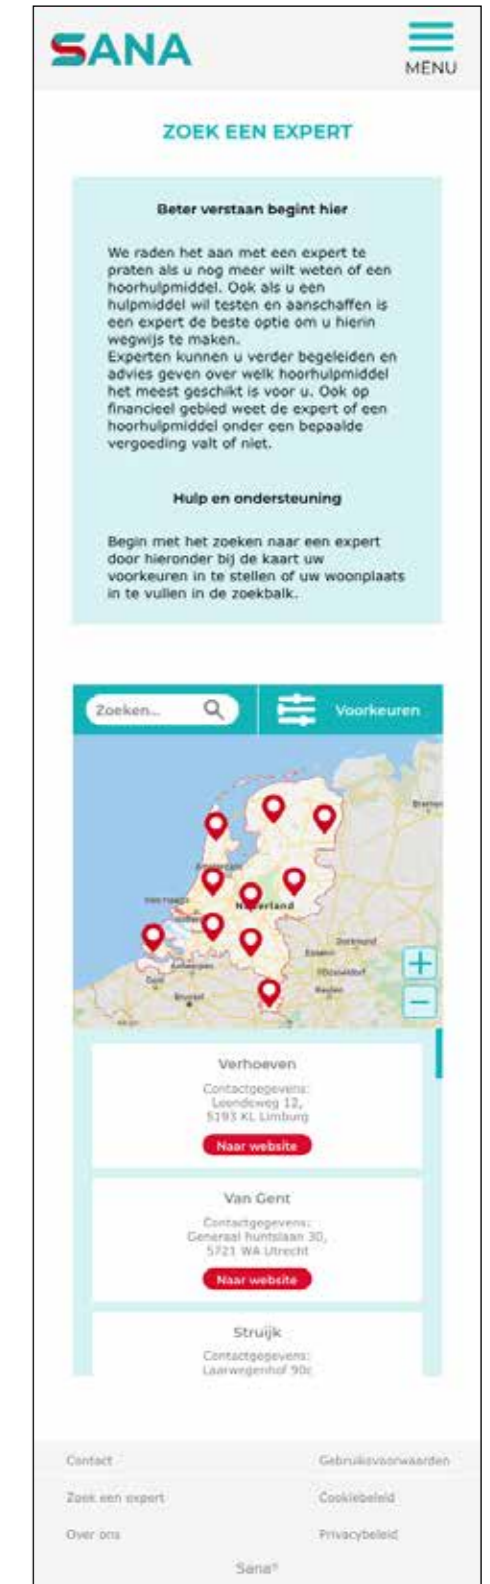 SANA
MENU
ZOEK EEN EXPERT
Beter verstaan begint hier
We raden het aan met een expert te
praten als u nog meer wilt weten of een
hoorhulpmiddel. Ook als u een
hulpmiddel wil testen en aanschaffen is
een expert de beste optie om u hierin
wegwijs te maken.
Experten kunnen u verder begeleiden en
advies geven over welk hoorhulpmiddel
het meest geschikt is voor u. Ook op
financieel gebied weet de expert of een
hoorhulpmiddel onder een bepaalde
vergoeding valt of niet.
Hulp en ondersteuning
Begin met het zoeken naar een expert
door hieronder bij de kaart uw
voorkeuren in te stellen of uw woonplaats
in te vullen in de zoekbalk.
Zoeken...
Voorkeuren
Dortmund
Essen
Antwerpen
Gent
Brussel
Verhoeven
Contactgegevens:
12,
5193 KL Limburg
Naar website
Van Gent
Contactgegevens:
Generaal huntslaan 30,
5721 WA Utrecht
Naar website
Struijk
Contactgegevens:
Laarwegenhof 90c
Contact
Gebruiksvoorwaarden
Zoek een expert
Cookiebeleid
Over ons
Privacybeleid
Sana®